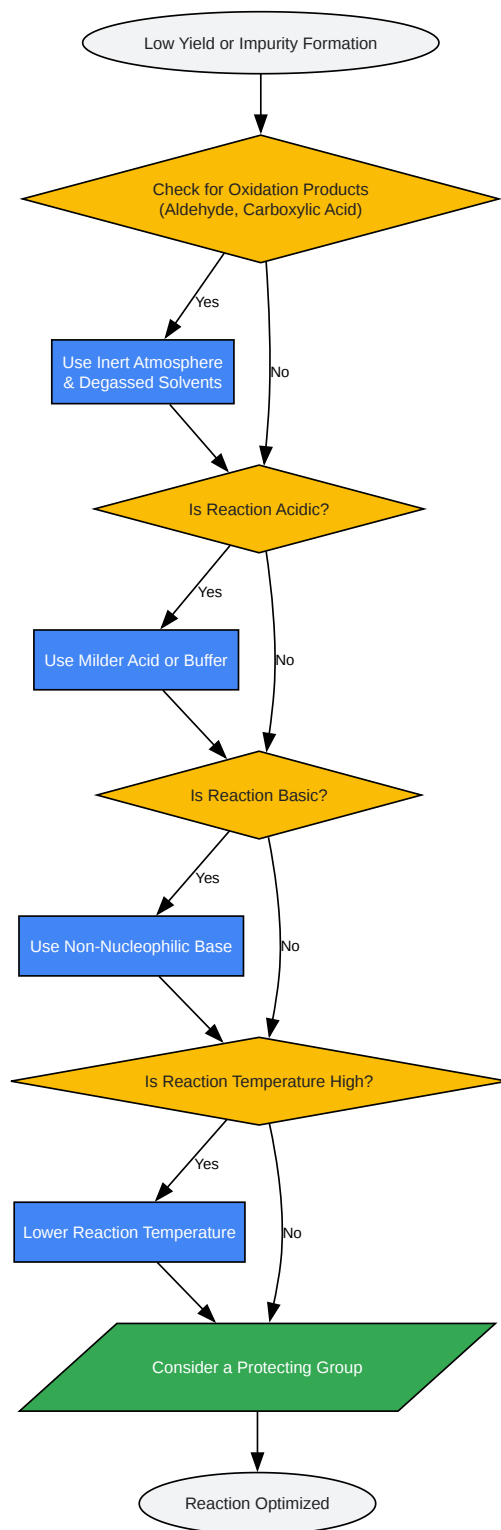 Low Yield or Impurity Formation
Check for Oxidation Products
(Aldehyde, Carboxylic Acid)
Yes
Use Inert Atmosphere
& Degassed Solvents
No
Is Reaction Acidic?
Yes
Use Milder Acid or Buffer
No
Is Reaction Basic?
Yes
Use Non-Nucleophilic Base
No
Is Reaction Temperature High?
Yes
Lower Reaction Temperature
No
Consider a Protecting Group
Reaction Optimized